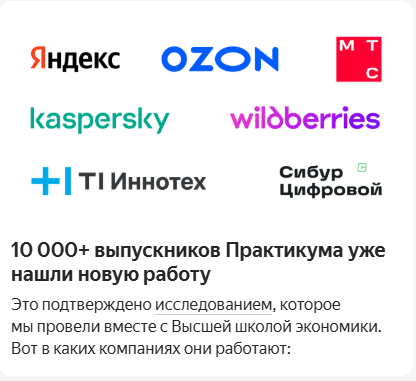 Яндекс OZON МТС
kaspersky wildberries
TI Иннотех Сибур
Цифровой
10 000+ выпускников Практикума уже
нашли новую работу
Это подтверждено исследованием, которое
мы провели вместе с Высшей школой экономики.
Вот в каких компаниях они работают: